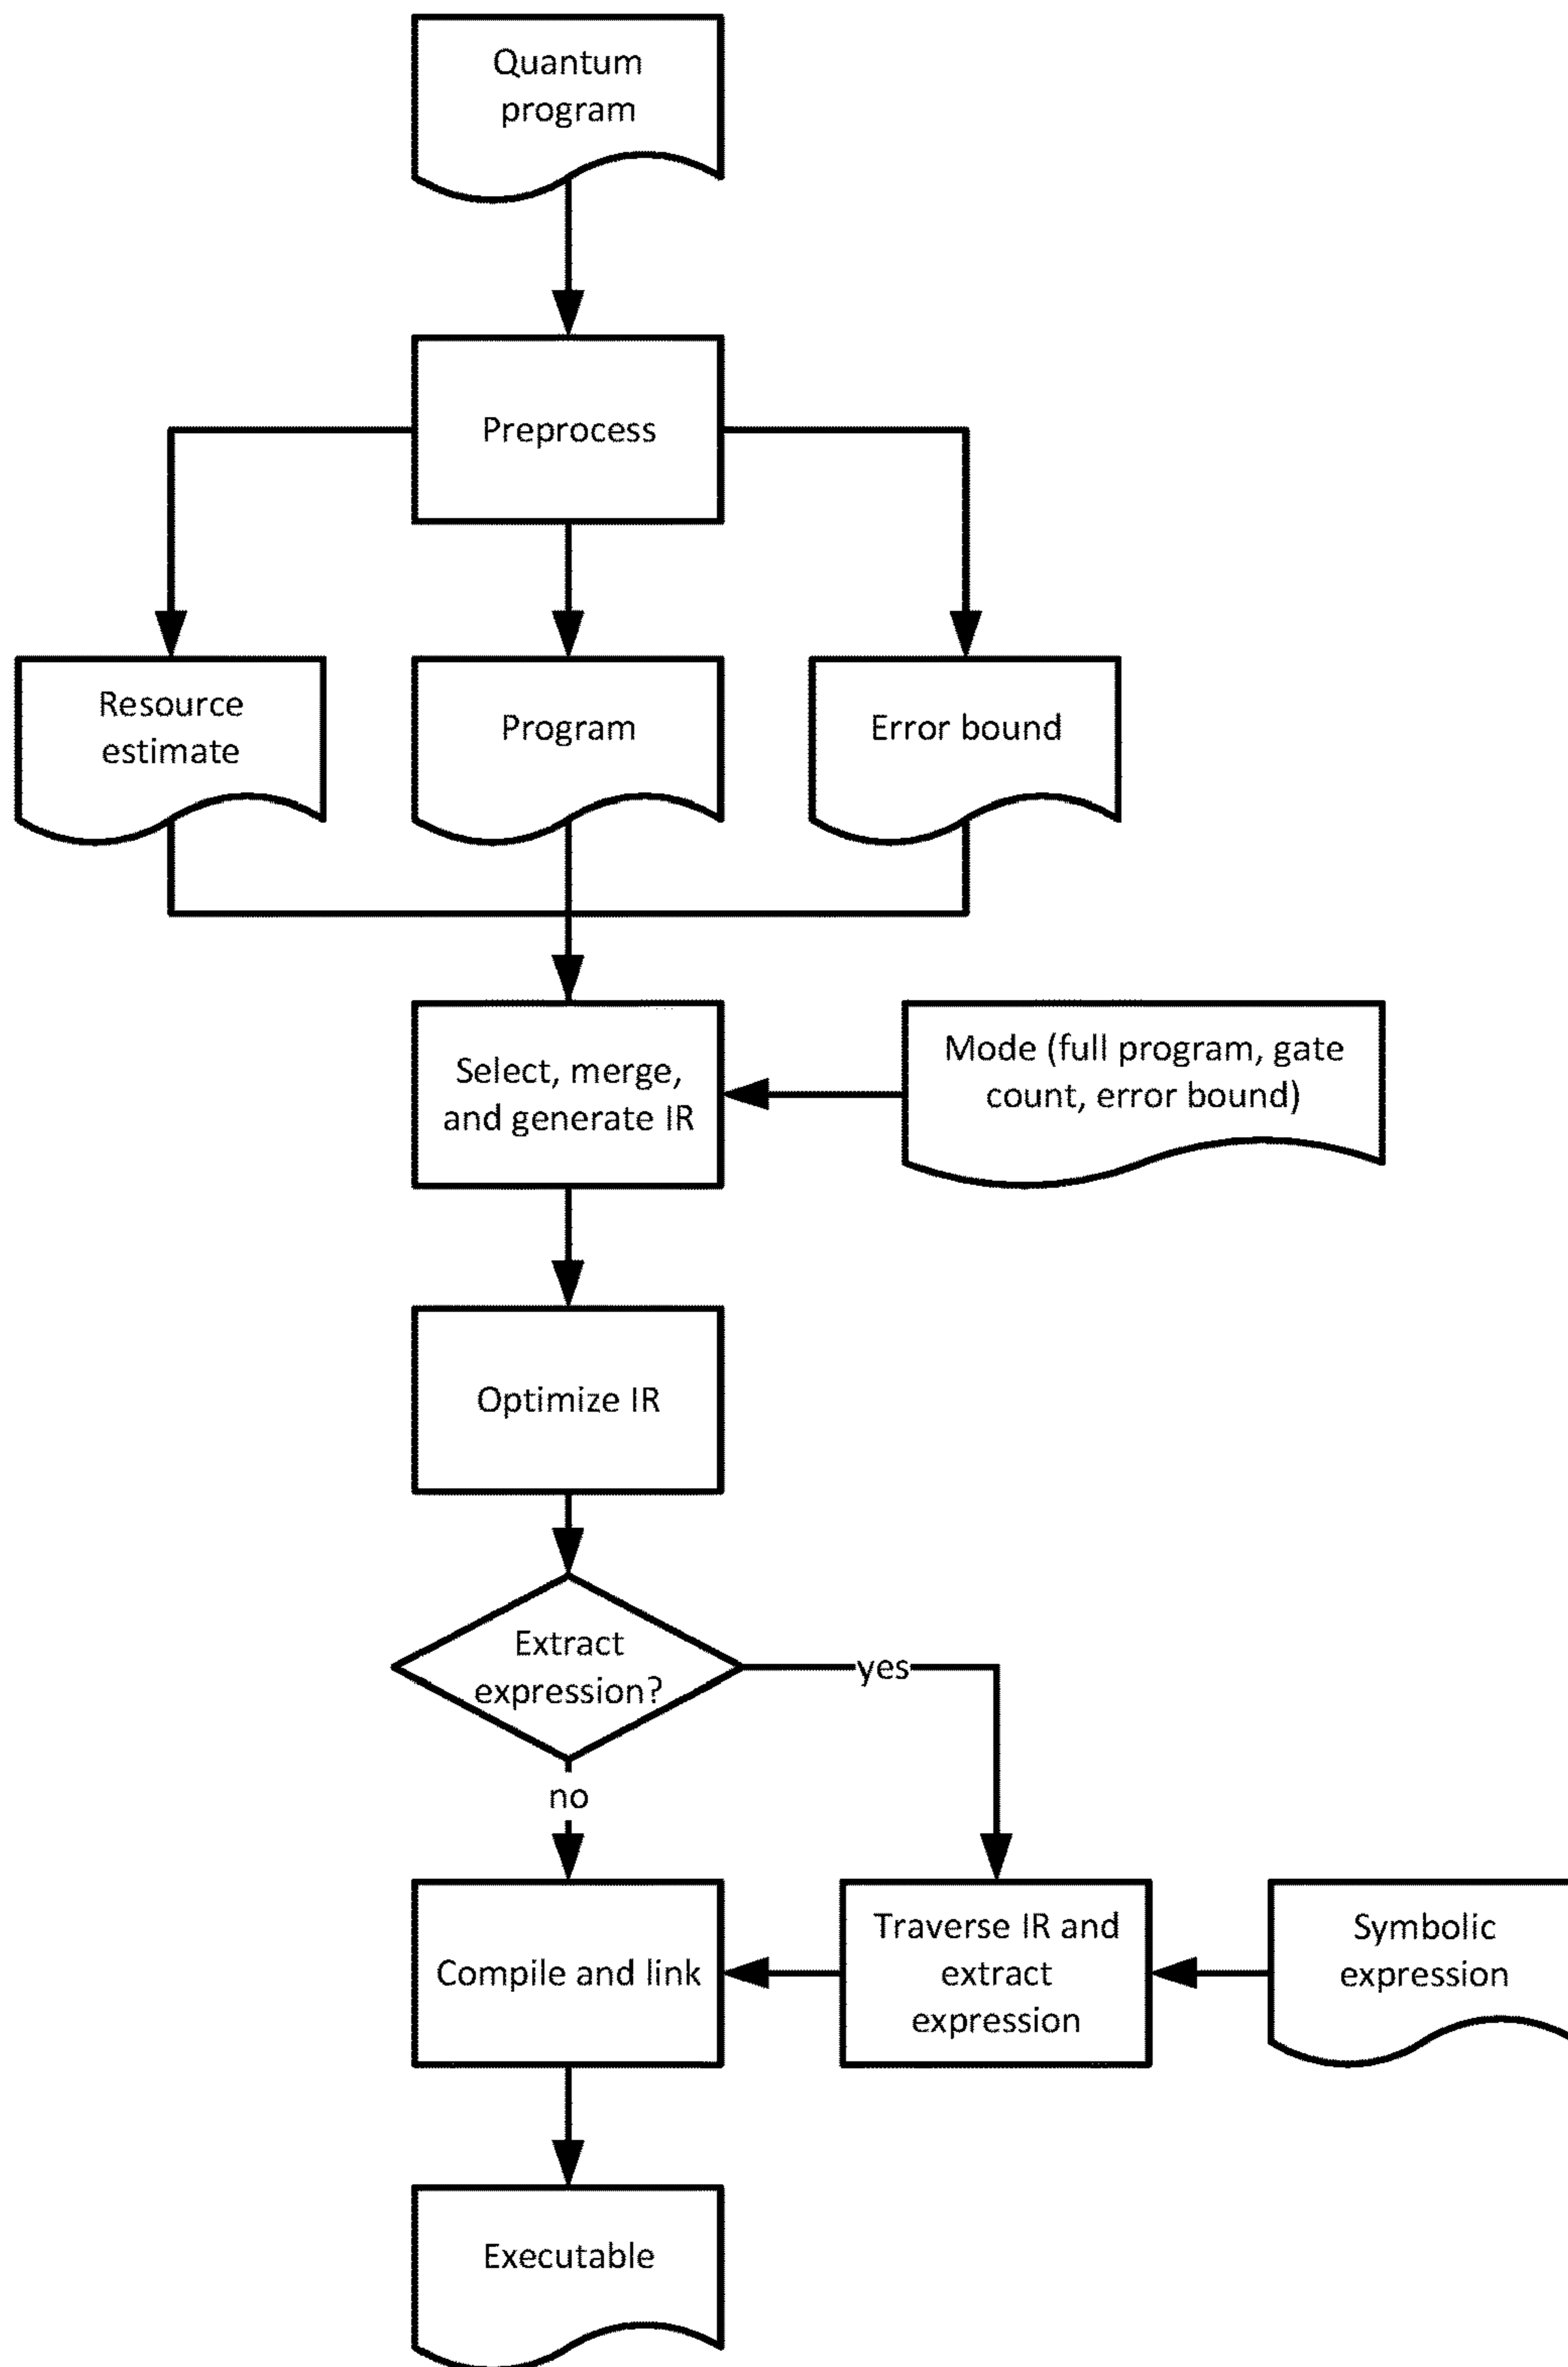 Quantum
program
Preprocess
Resource
estimate
Program
Error bound
Select, merge,
and generate IR
Mode (full program, gate
count, error bound)
Optimize IR
Extract
expression?
yes
no
Compile and link
Traverse IR and
extract
expression
Symbolic
expression
Executable